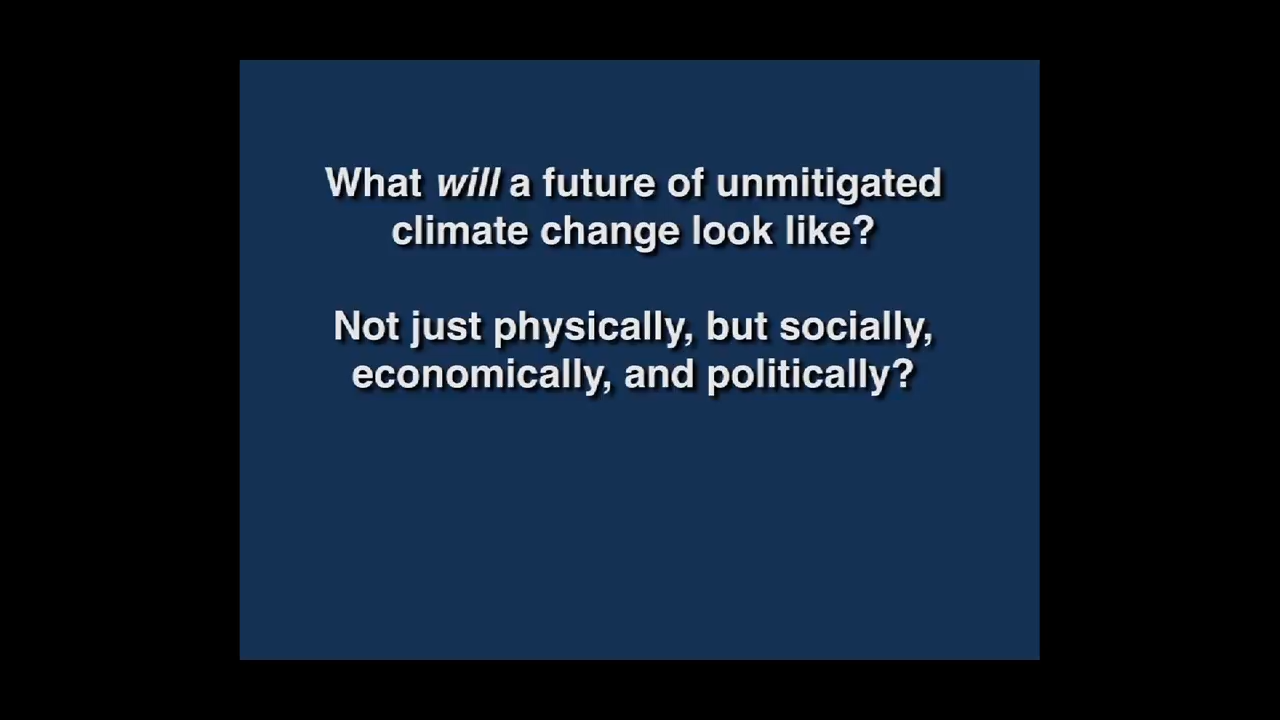 What will a future of unmitigated
climate change look like?
Not just physically, but socially,
economically, and politically?